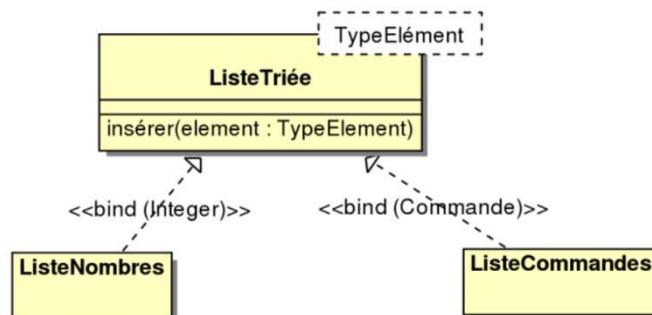 TypeElément
ListeTriée
insérer(element : TypeElement)
<<bind (Integer)>>
<<bind (Commande)>>
ListeNombres
ListeCommandes